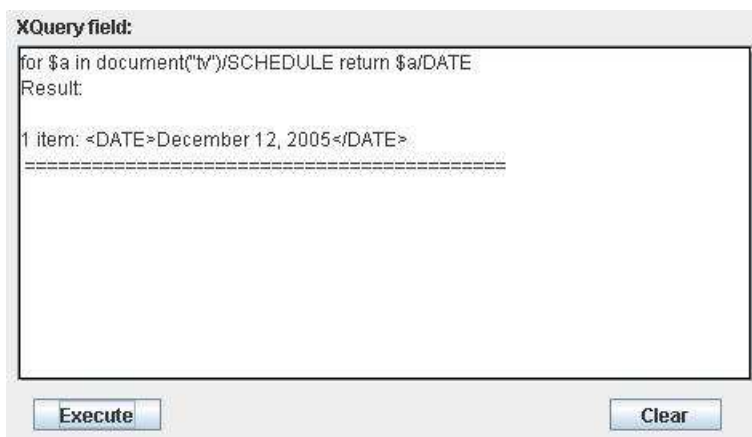 XQuery field:
for $a in document("tv")/SCHEDULE return $a/DATE
Result:
1 item: <DATE>December 12, 2005</DATE>
===========================================
Execute
Clear